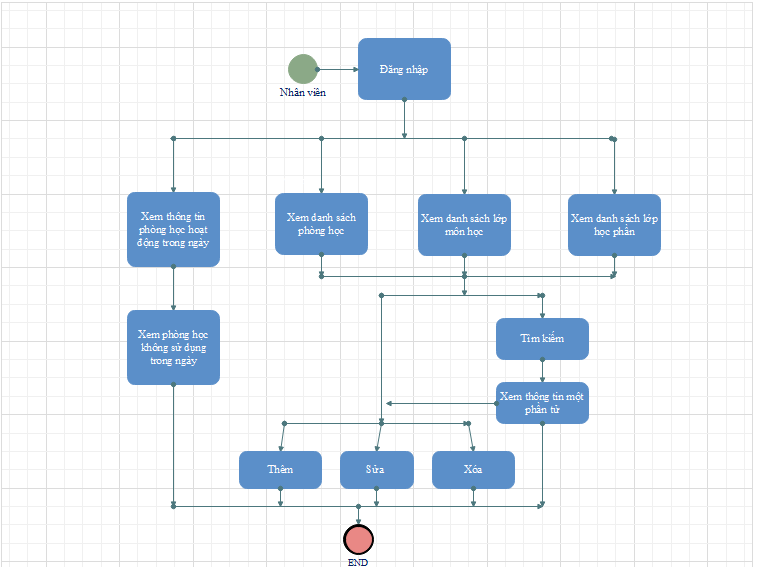 Đăng nhập
Nhân viên
Xem thông tin
phòng học hoạt
động trong ngày
Xem danh sách
phòng học
Xem danh sách lớp
môn học
Xem danh sách lớp
học phần
Xem phòng học
không sử dụng
trong ngày
Tìm kiếm
Xem thông tin một
phần tử
Thêm
Sửa
Xóa
END